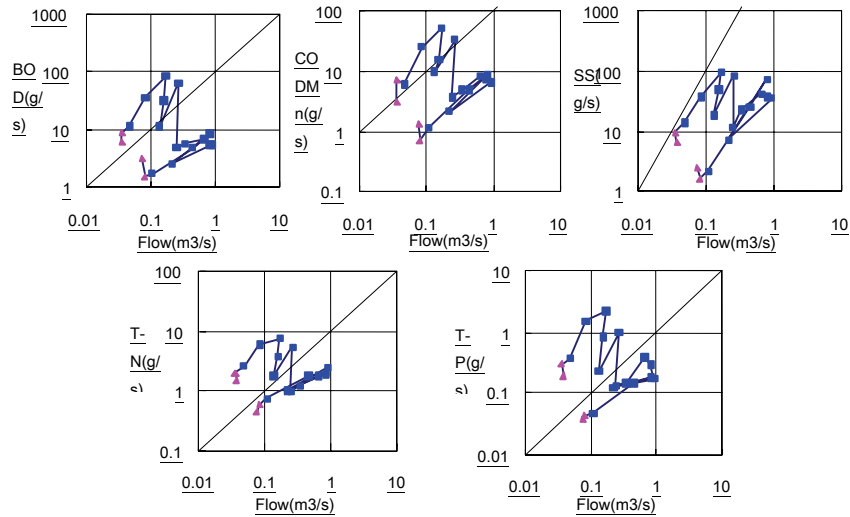 1000
100
10
1
BO
D(g/
s)
0.01 0.1 1 10
Flow(m3/s)
100
10
1
0.1
CO
DM
n(g/
s)
0.01 0.1 1 10
Flow(m3/s)
1000
100
10
1
SS(
g/s)
0.01 0.1 1 10
Flow(m3/s)
100
10
1
0.1
T-
N(g/
s)
0.01 0.1 1 10
Flow(m3/s)
10
1
0.1
0.01
T-
P(g/
s)
0.01 0.1 1 10
Flow(m3/s)